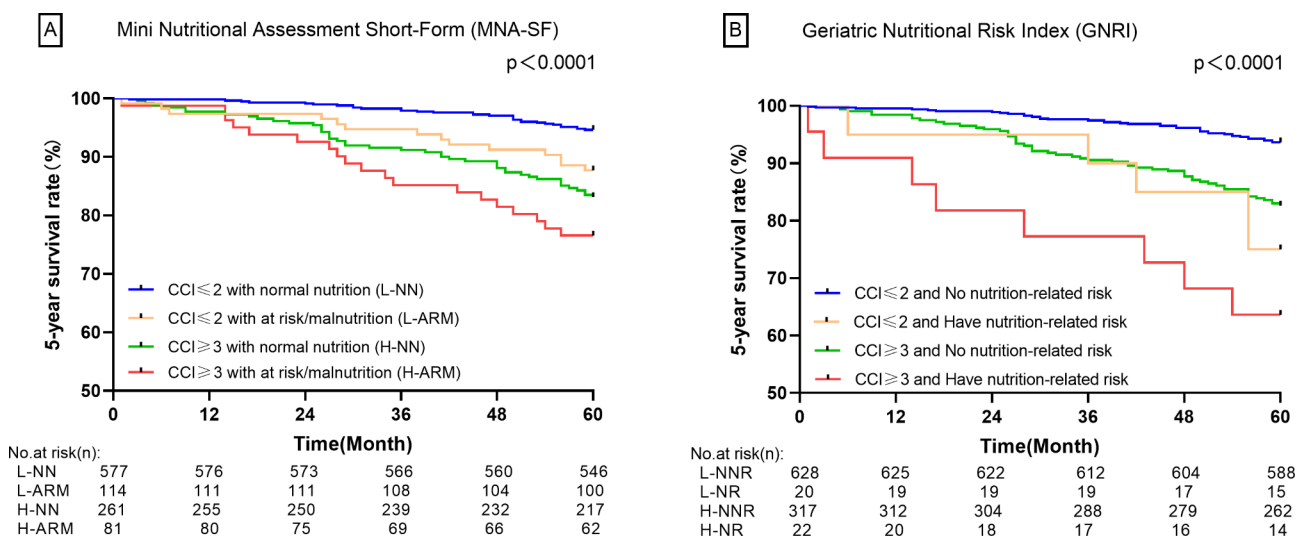 A Mini Nutritional Assessment Short-Form (MNA-SF)
p<0.0001
5-year survival rate (%)
100
90
80
70
60
50
CCI≤2 with normal nutrition (L-NN)
CCI≤2 with at risk/malnutrition (L-ARM)
CCI≥3 with normal nutrition (H-NN)
CCI≥3 with at risk/malnutrition (H-ARM)
0 12 24 36 48 60
Time(Month)
No.at risk(n):
L-NN 577 576 573 566 560 546
L-ARM 114 111 111 108 104 100
H-NN 261 255 250 239 232 217
H-ARM 81 80 75 69 66 62
B Geriatric Nutritional Risk Index (GNRI)
p<0.0001
5-year survival rate (%)
100
90
80
70
60
50
CCI≤2 and No nutrition-related risk
CCI≤2 and Have nutrition-related risk
CCI≥3 and No nutrition-related risk
CCI≥3 and Have nutrition-related risk
0 12 24 36 48 60
Time(Month)
No.at risk(n):
L-NNR 628 625 622 612 604 588
L-NR 20 19 19 19 17 15
H-NNR 317 312 304 288 279 262
H-NR 22 20 18 17 16 14